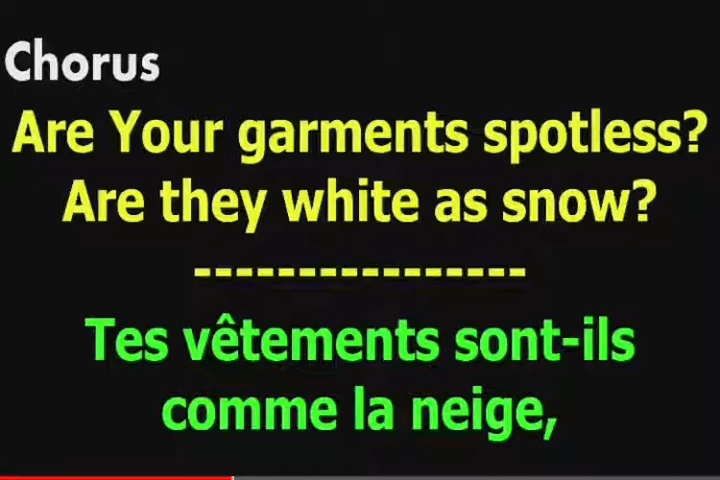 Chorus
Are Your garments spotless?
Are they white as snow?
-----------------
Tes vêtements sont-ils
comme la neige,